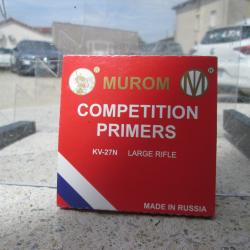 MUROM
COMPETITION
PRIMERS
KV-27N LARGE RIFLE
MADE IN RUSSIA